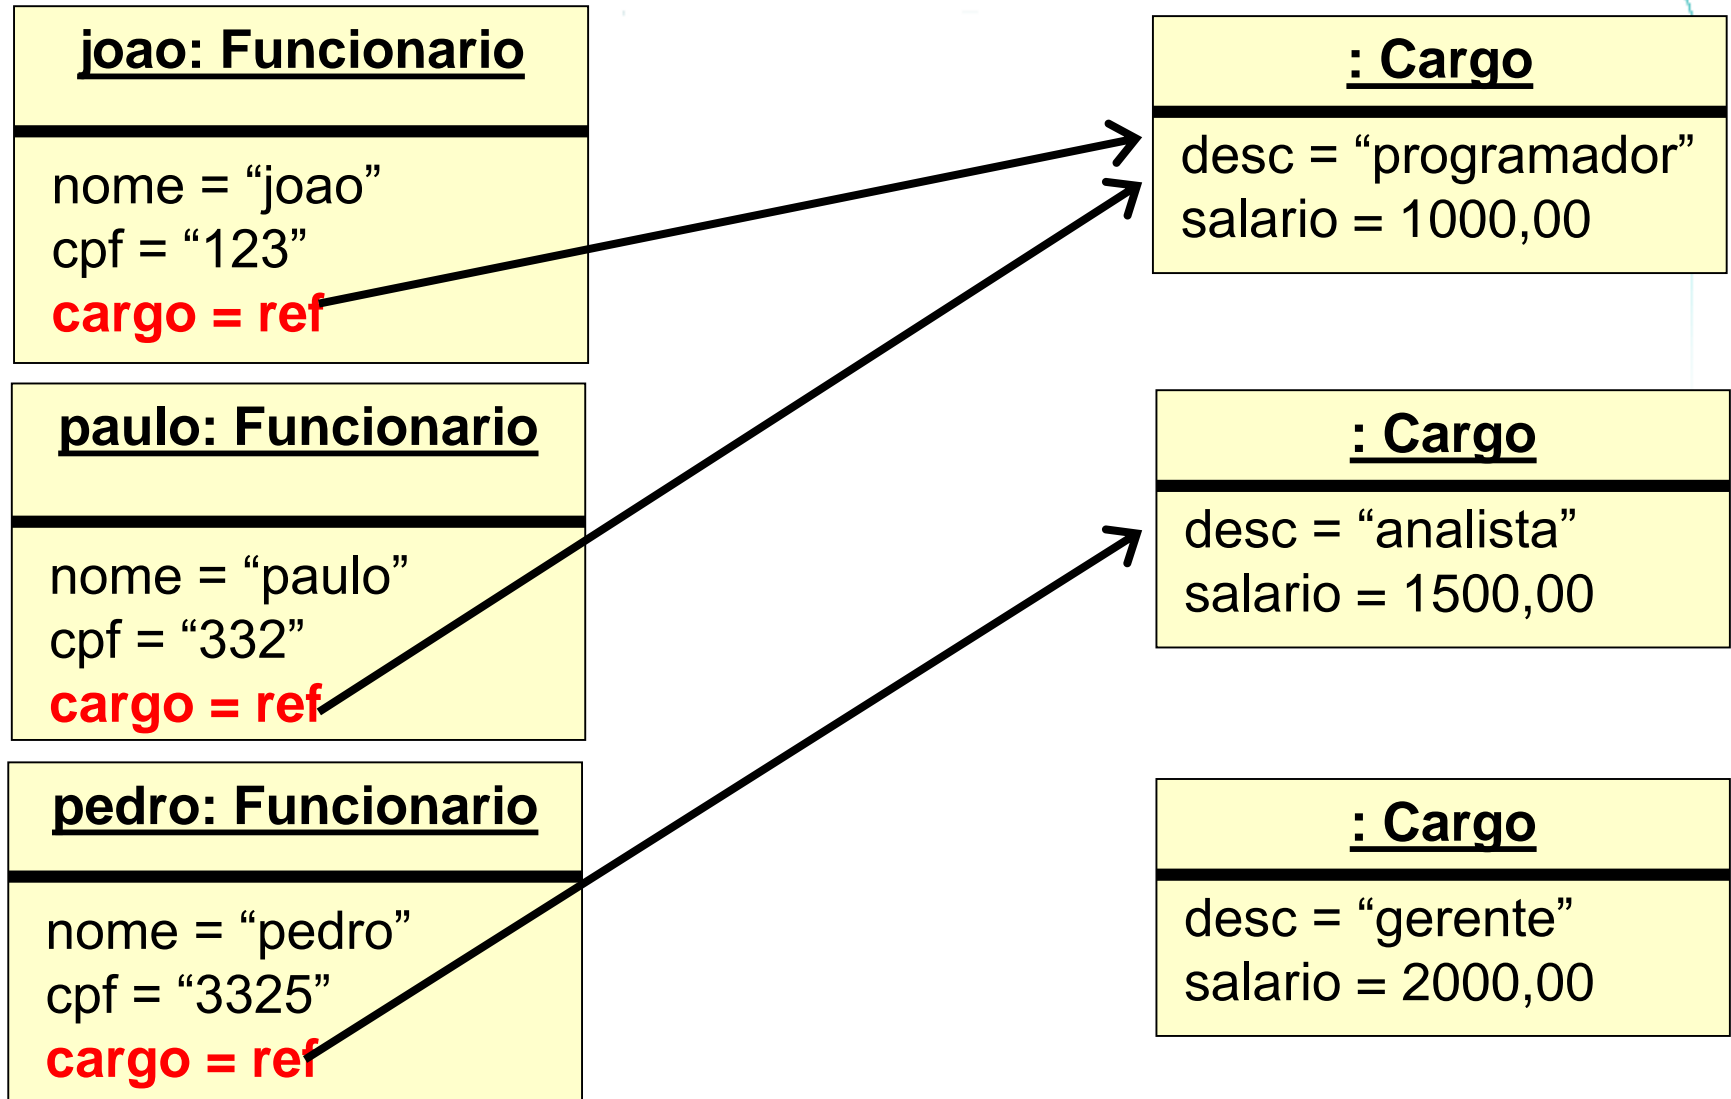 joao: Funcionario
nome = “joao”
cpf = “123”
cargo = ref
paulo: Funcionario
nome = “paulo”
cpf = “332”
cargo = ref
pedro: Funcionario
nome = “pedro”
cpf = “3325”
cargo = ref
: Cargo
desc = “programador”
salario = 1000,00
: Cargo
desc = “analista”
salario = 1500,00
: Cargo
desc = “gerente”
salario = 2000,00